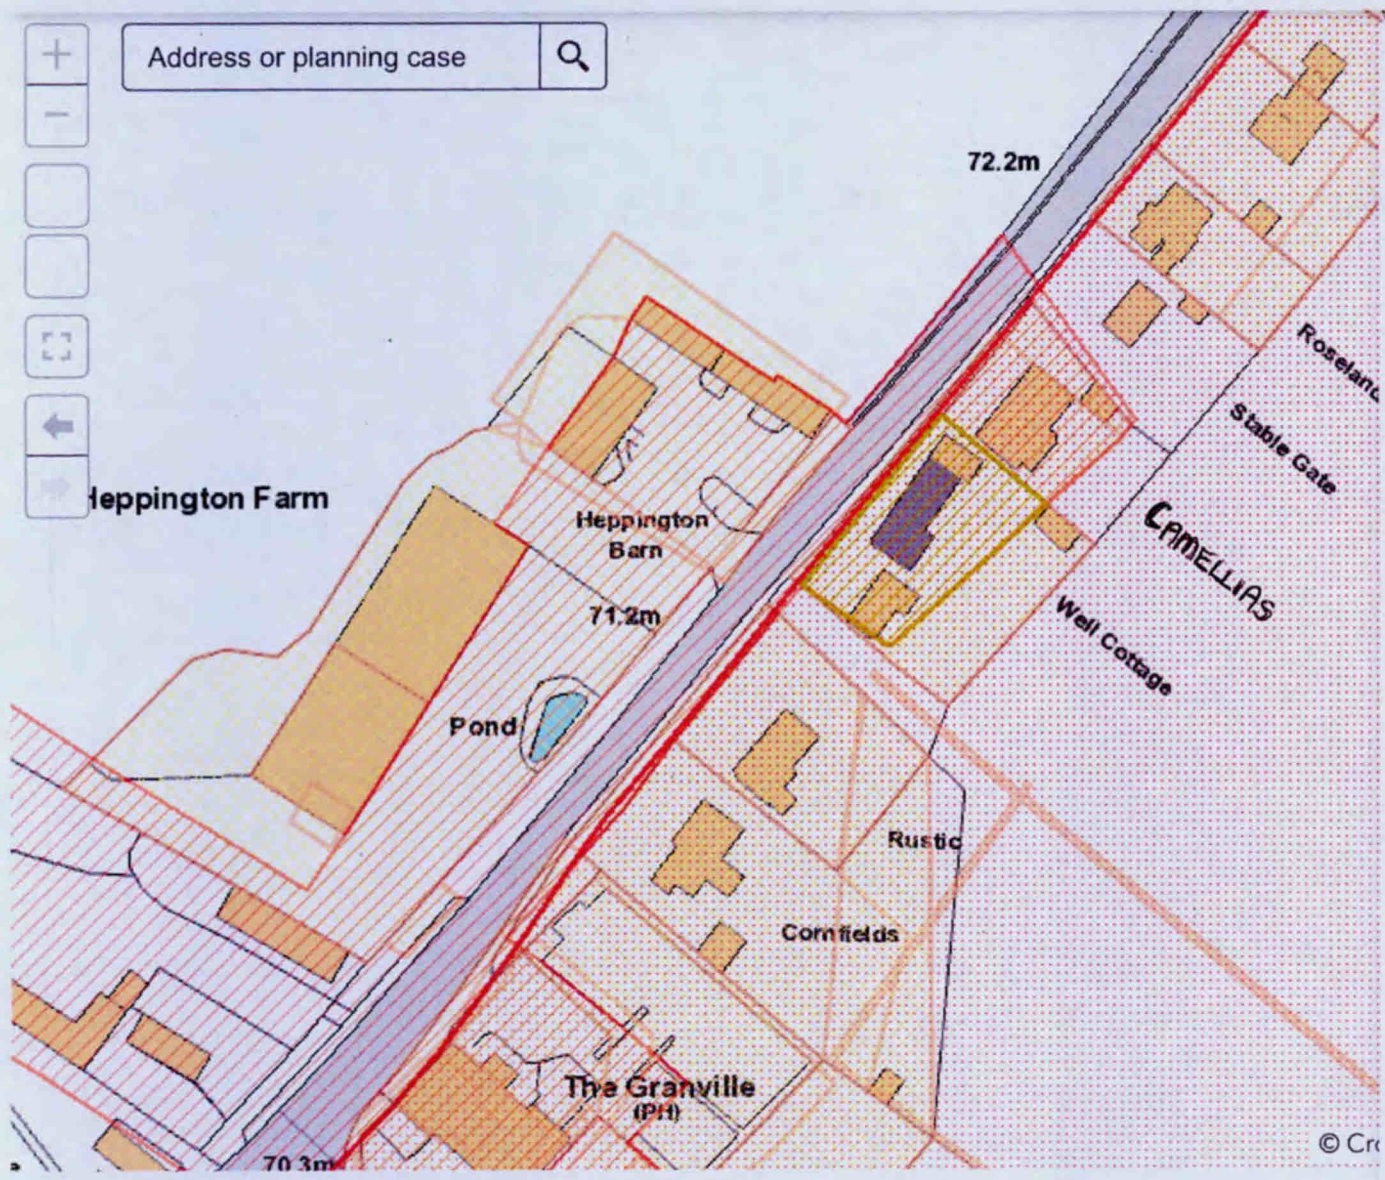 Address or planning case
72.2m
Roseland
Stable Gate
CAMELLIAS
Heppington Farm
Heppington
Barn
71.2m
Well Cottage
Pond
Rustic
Cornfields
The Granville
(PH)
70.3m
© Cr